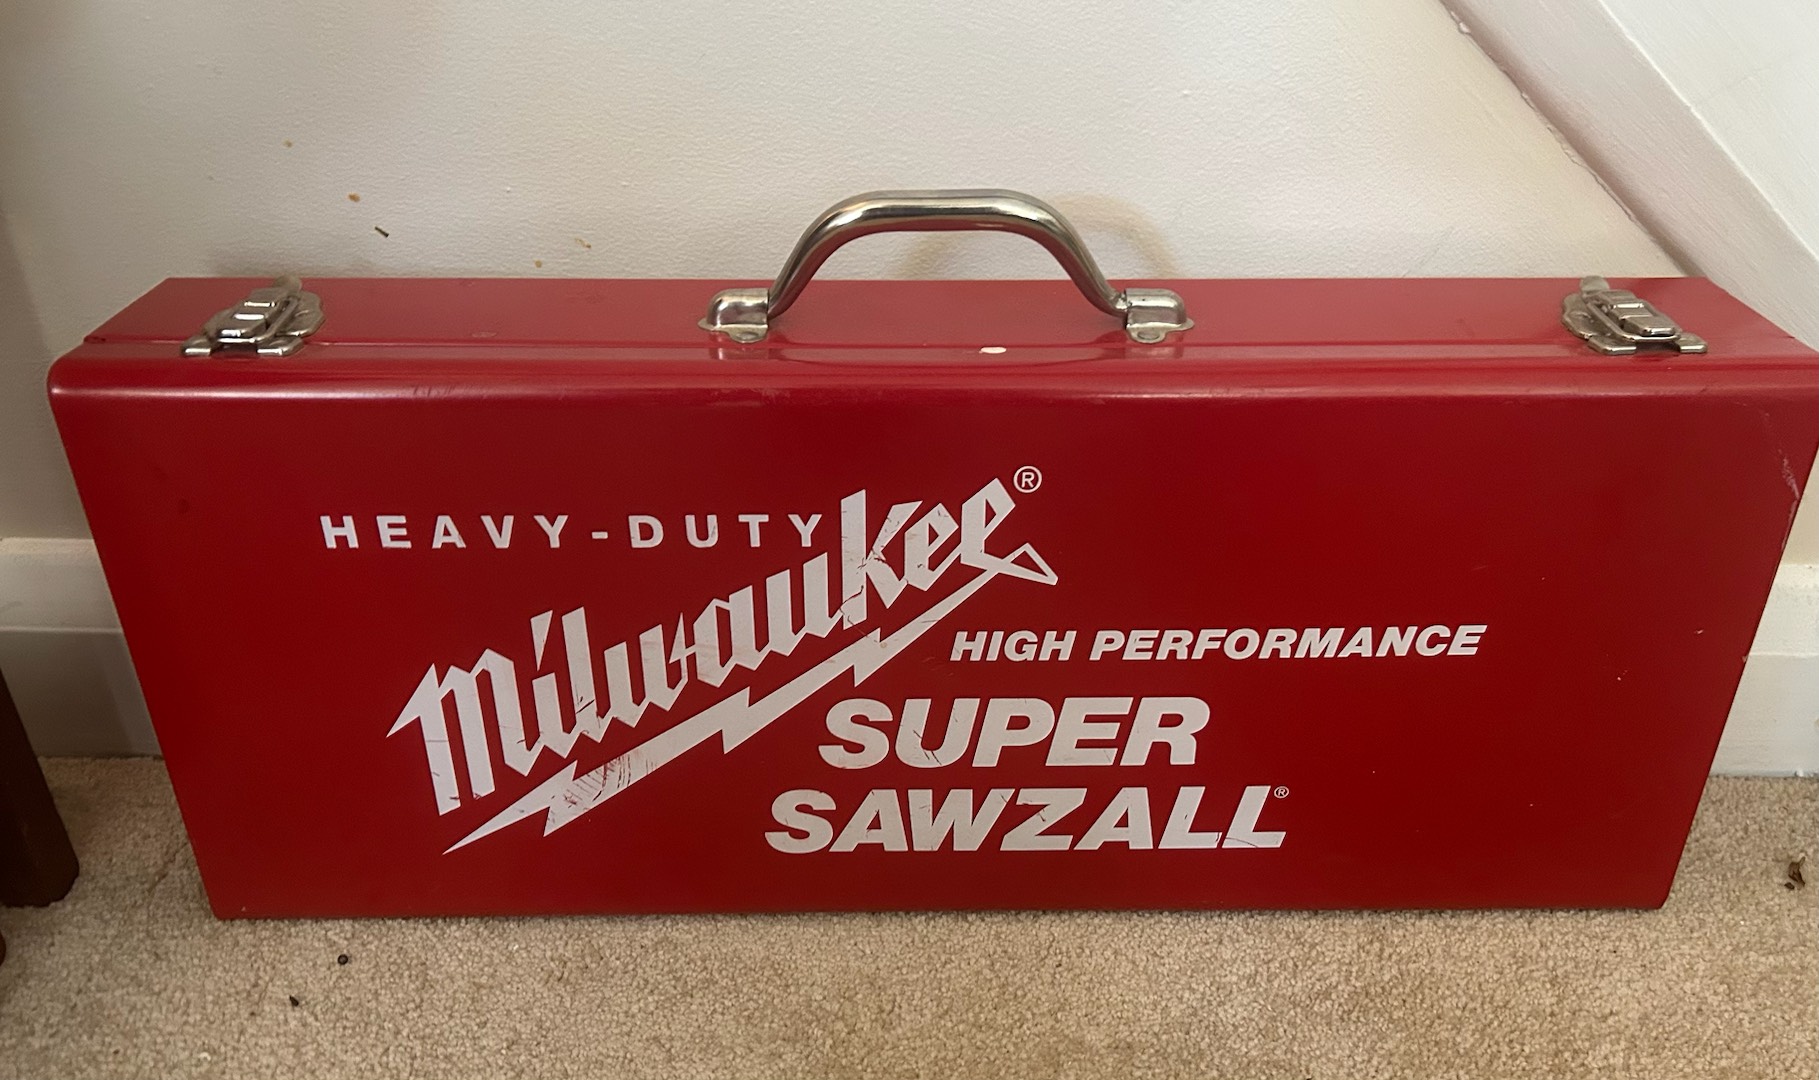 HEAVY-DUTY
Milwaukee®
HIGH PERFORMANCE
SUPER
SAWZALL®